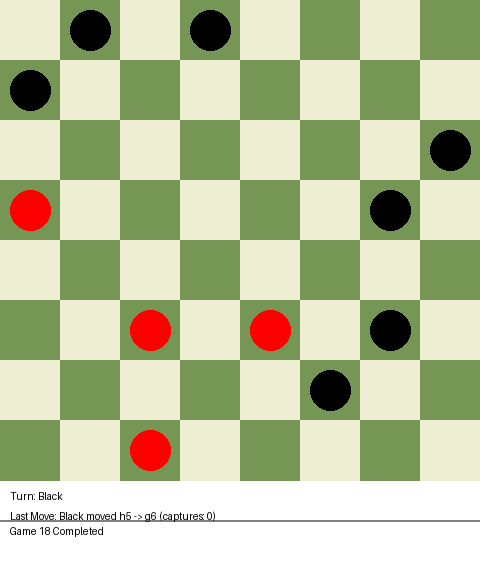 Turn: Black
Last Move: Black moved h5 -> g6 (captures: 0)
Game 18 Completed